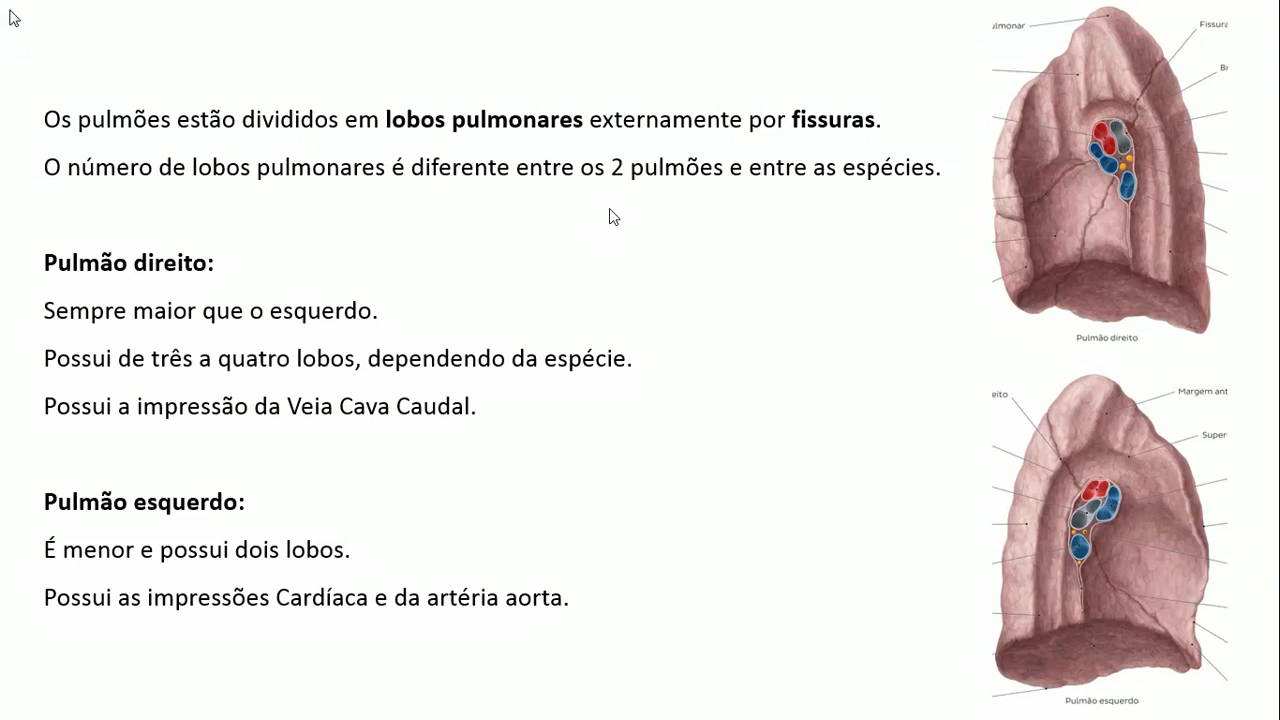 Os pulmões estão divididos em lobos pulmonares externamente por fissuras.
O número de lobos pulmonares é diferente entre os 2 pulmões e entre as espécies.
Pulmão direito:
Sempre maior que o esquerdo.
Possui de três a quatro lobos, dependendo da espécie.
Possui a impressão da Veia Cava Caudal.
Pulmão esquerdo:
É menor e possui dois lobos.
Possui as impressões Cardíaca e da artéria aorta.
Pulmão direito
Margem ant
Super
Pulmão esquerdo